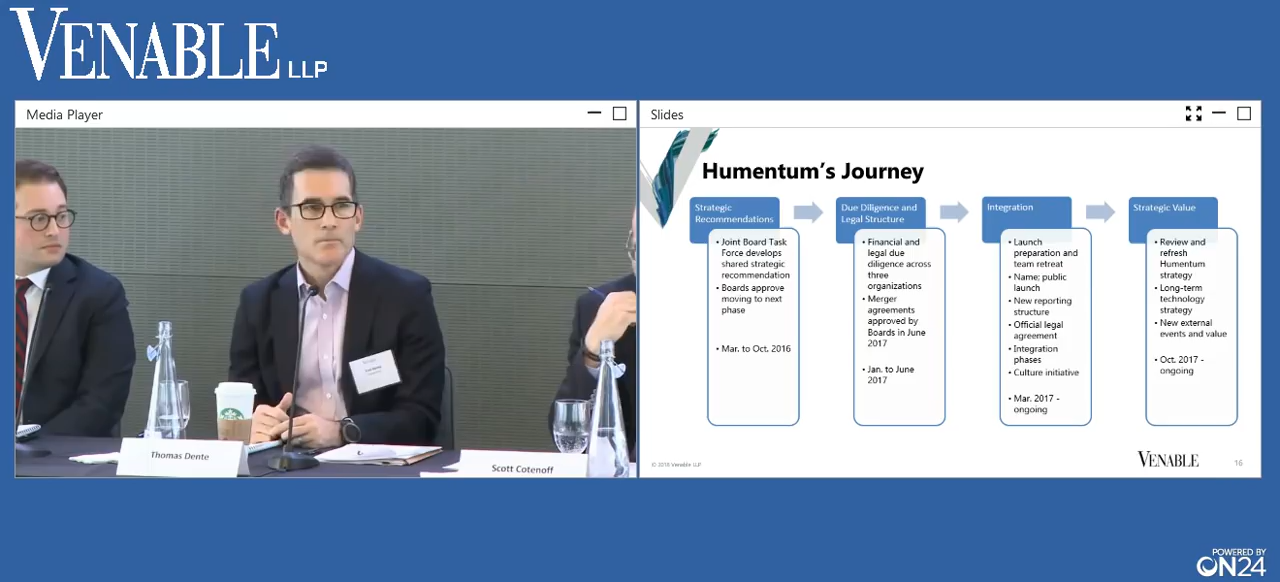 VENABLE LLP
Media Player
Thomas Dente
Scott Cotenoff
Slides
Humentum's Journey
Strategic
Recommendations
• Joint Board Task
Force develops
shared strategic
recommendation
• Boards approve
moving to next
phase
• Mar. to Oct. 2016
Due Diligence and
Legal Structure
• Financial and
legal due
diligence across
three
organizations
• Merger
agreements
approved by
Boards in June
2017
• Jan. to June
2017
Integration
• Launch
preparation and
team retreat
• Name; public
launch
• New reporting
structure
• Official legal
agreement
• Integration
phases
• Culture initiative
• Mar. 2017 -
ongoing
Strategic Value
• Review and
refresh
Humentum
strategy
• Long-term
technology
strategy
• New external
events and value
• Oct. 2017 -
ongoing
© 2018 Venable LLP
VENABLE
16
POWERED BY
ON24